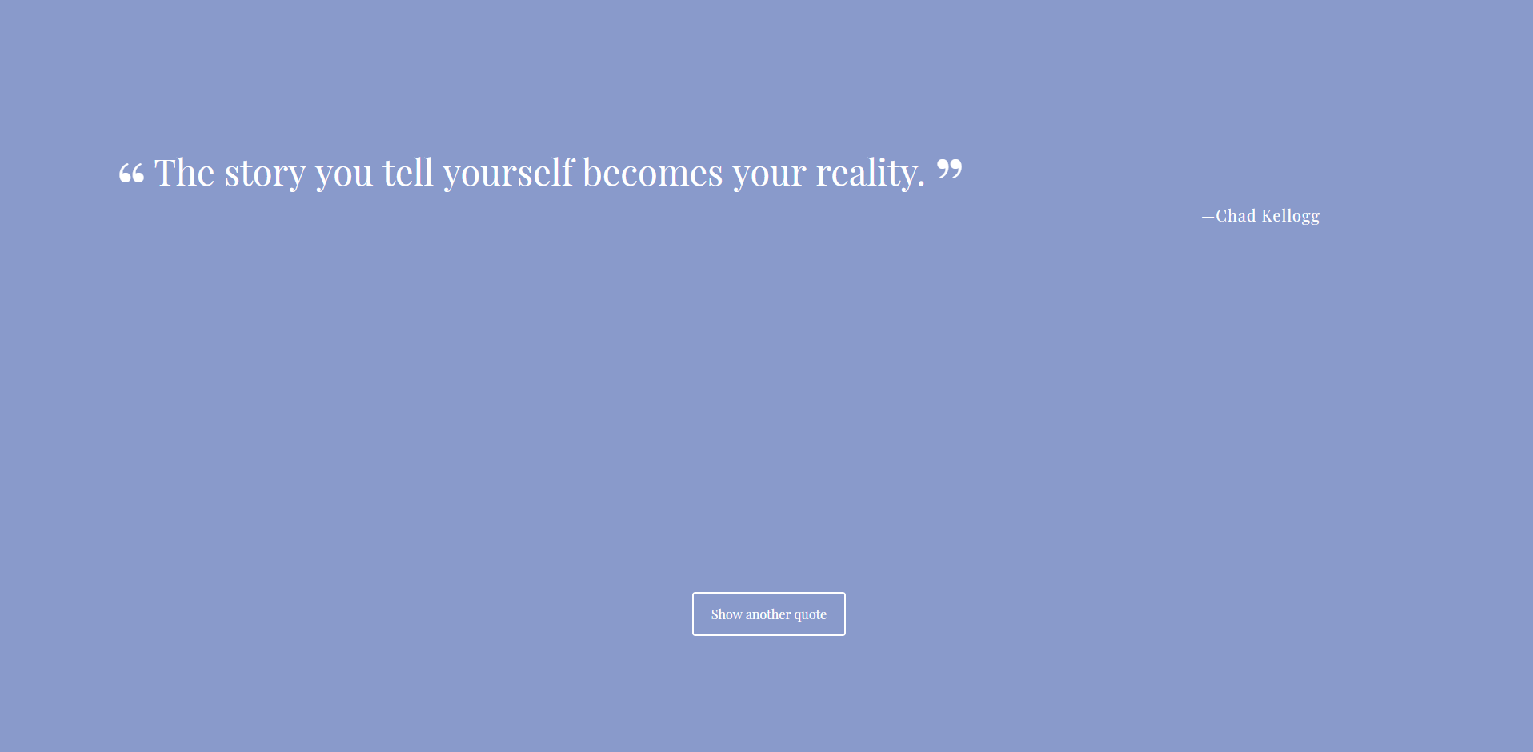 “ The story you tell yourself becomes your reality. ”
—Chad Kellogg
Show another quote